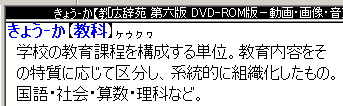 きょう‐か【教】広辞苑 第六版 DVD-ROM版－動画・画像・音
きょう‐か【教科】ケウクワ
学校の教育課程を構成する単位。教育内容をそ
の特質に応じて区分し、系統的に組織化したもの。
国語・社会・算数・理科など。